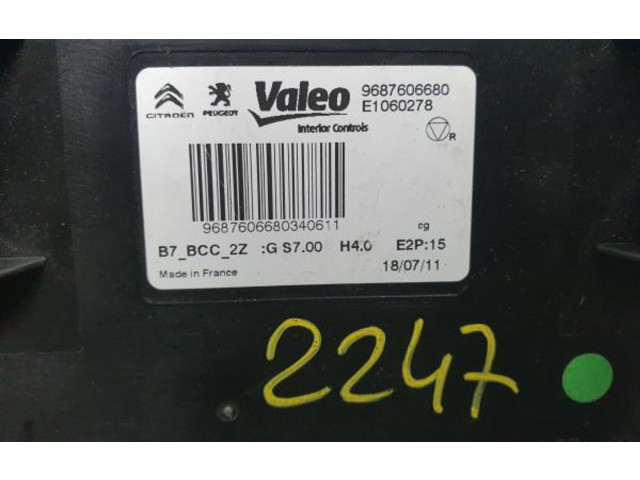 CITROËN PEUGEOT Valeo 9687606680
E1060278
Interior Controls
R
9687606680340611
cg
B7_BCC_2Z :G S7.00 H4.0 E2P:15
Made in France 18/07/11
2247